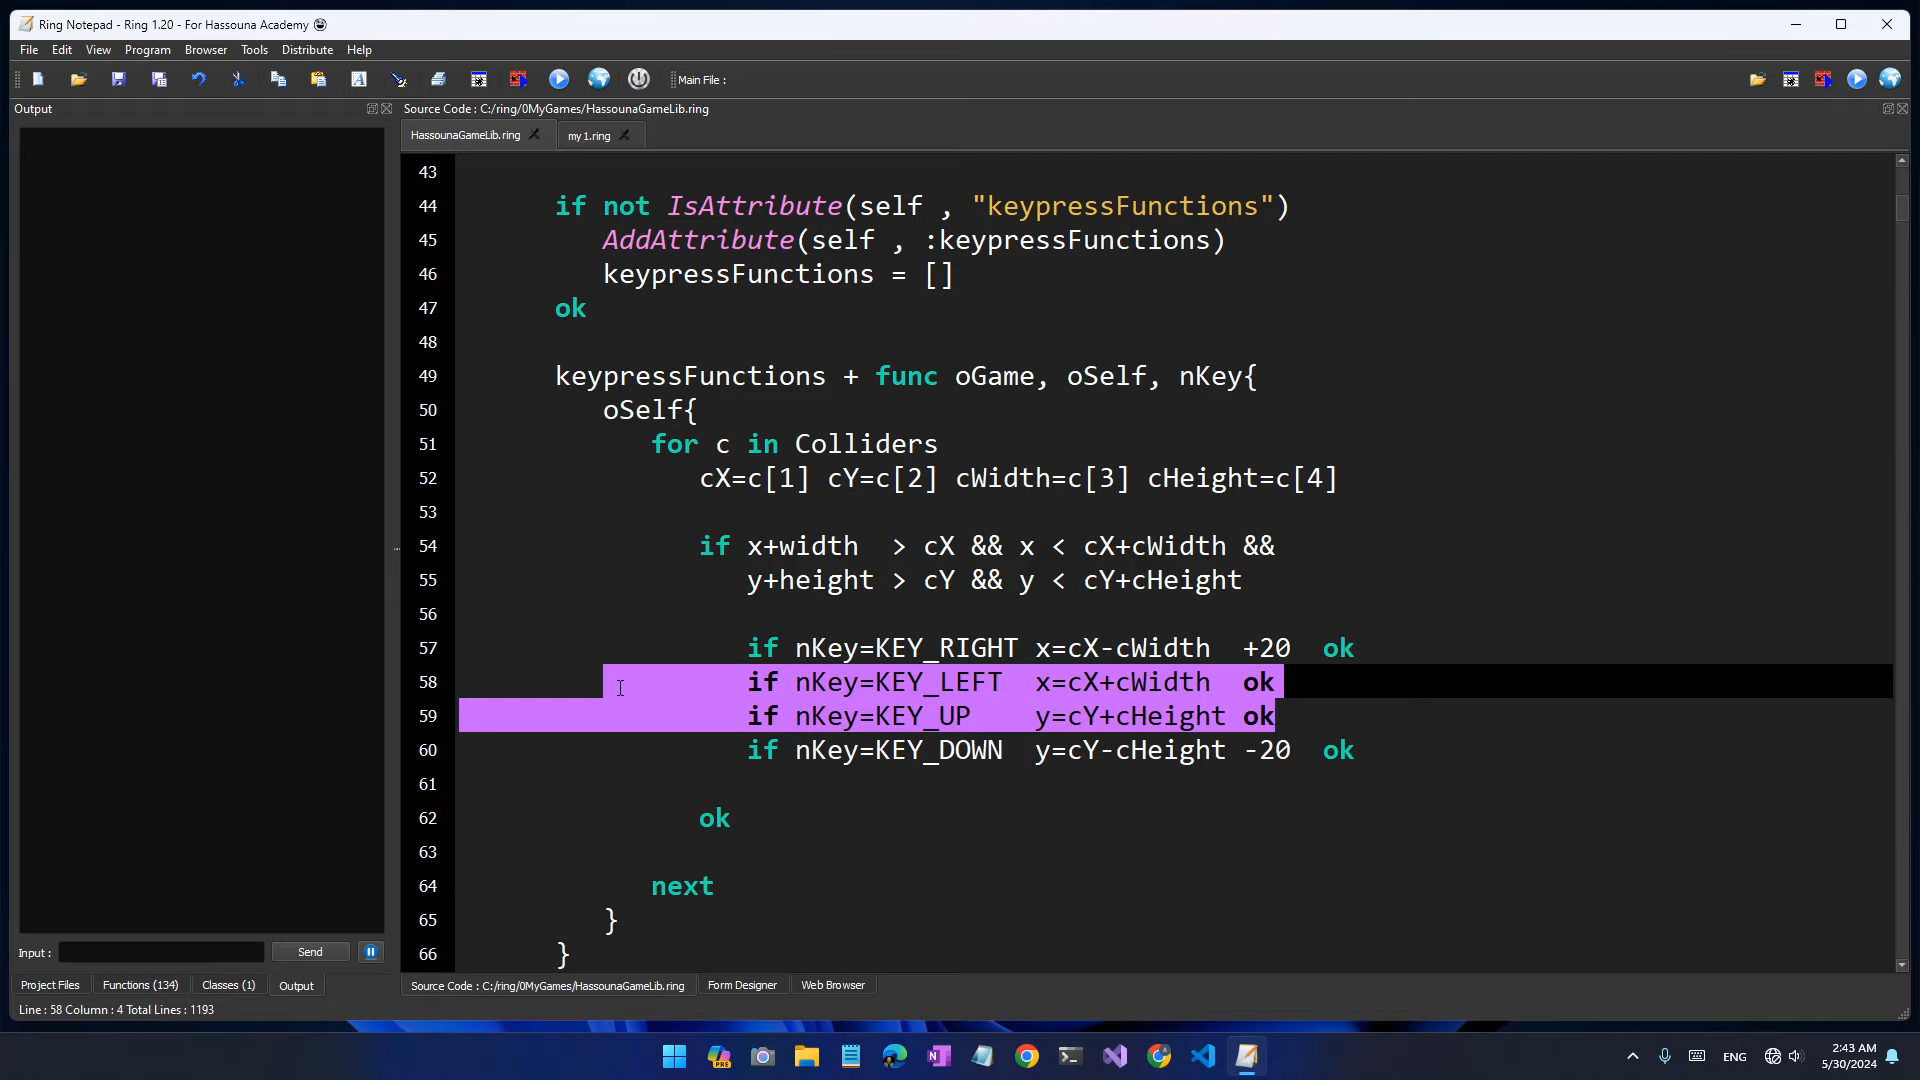 Ring Notepad - Ring 1.20 - For Hassouna Academy 😀
File Edit View Program Browser Tools Distribute Help
Main File :
Output
Source Code : C:/ring/0MyGames/HassounaGameLib.ring
HassounaGameLib.ring
my 1.ring
43
44 if not IsAttribute(self , "keypressFunctions")
45 AddAttribute(self , :keypressFunctions)
46 keypressFunctions = []
47 ok
48
49 keypressFunctions + func oGame, oSelf, nKey{
50 oSelf{
51 for c in Colliders
52 cX=c[1] cY=c[2] cWidth=c[3] cHeight=c[4]
53
54 if x+width > cX && x < cX+cWidth &&
55 y+height > cY && y < cY+cHeight
56
57 if nKey=KEY_RIGHT x=cX-cWidth +20 ok
58 if nKey=KEY_LEFT x=cX+cWidth ok
59 if nKey=KEY_UP y=cY+cHeight ok
60 if nKey=KEY_DOWN y=cY-cHeight -20 ok
61
62 ok
63
64 next
65 }
66 }
Input :
Send
Project Files Functions (134) Classes (1) Output
Source Code : C:/ring/0MyGames/HassounaGameLib.ring Form Designer Web Browser
Line : 58 Column : 4 Total Lines : 1193
PRE
ENG
2:43 AM
5/30/2024